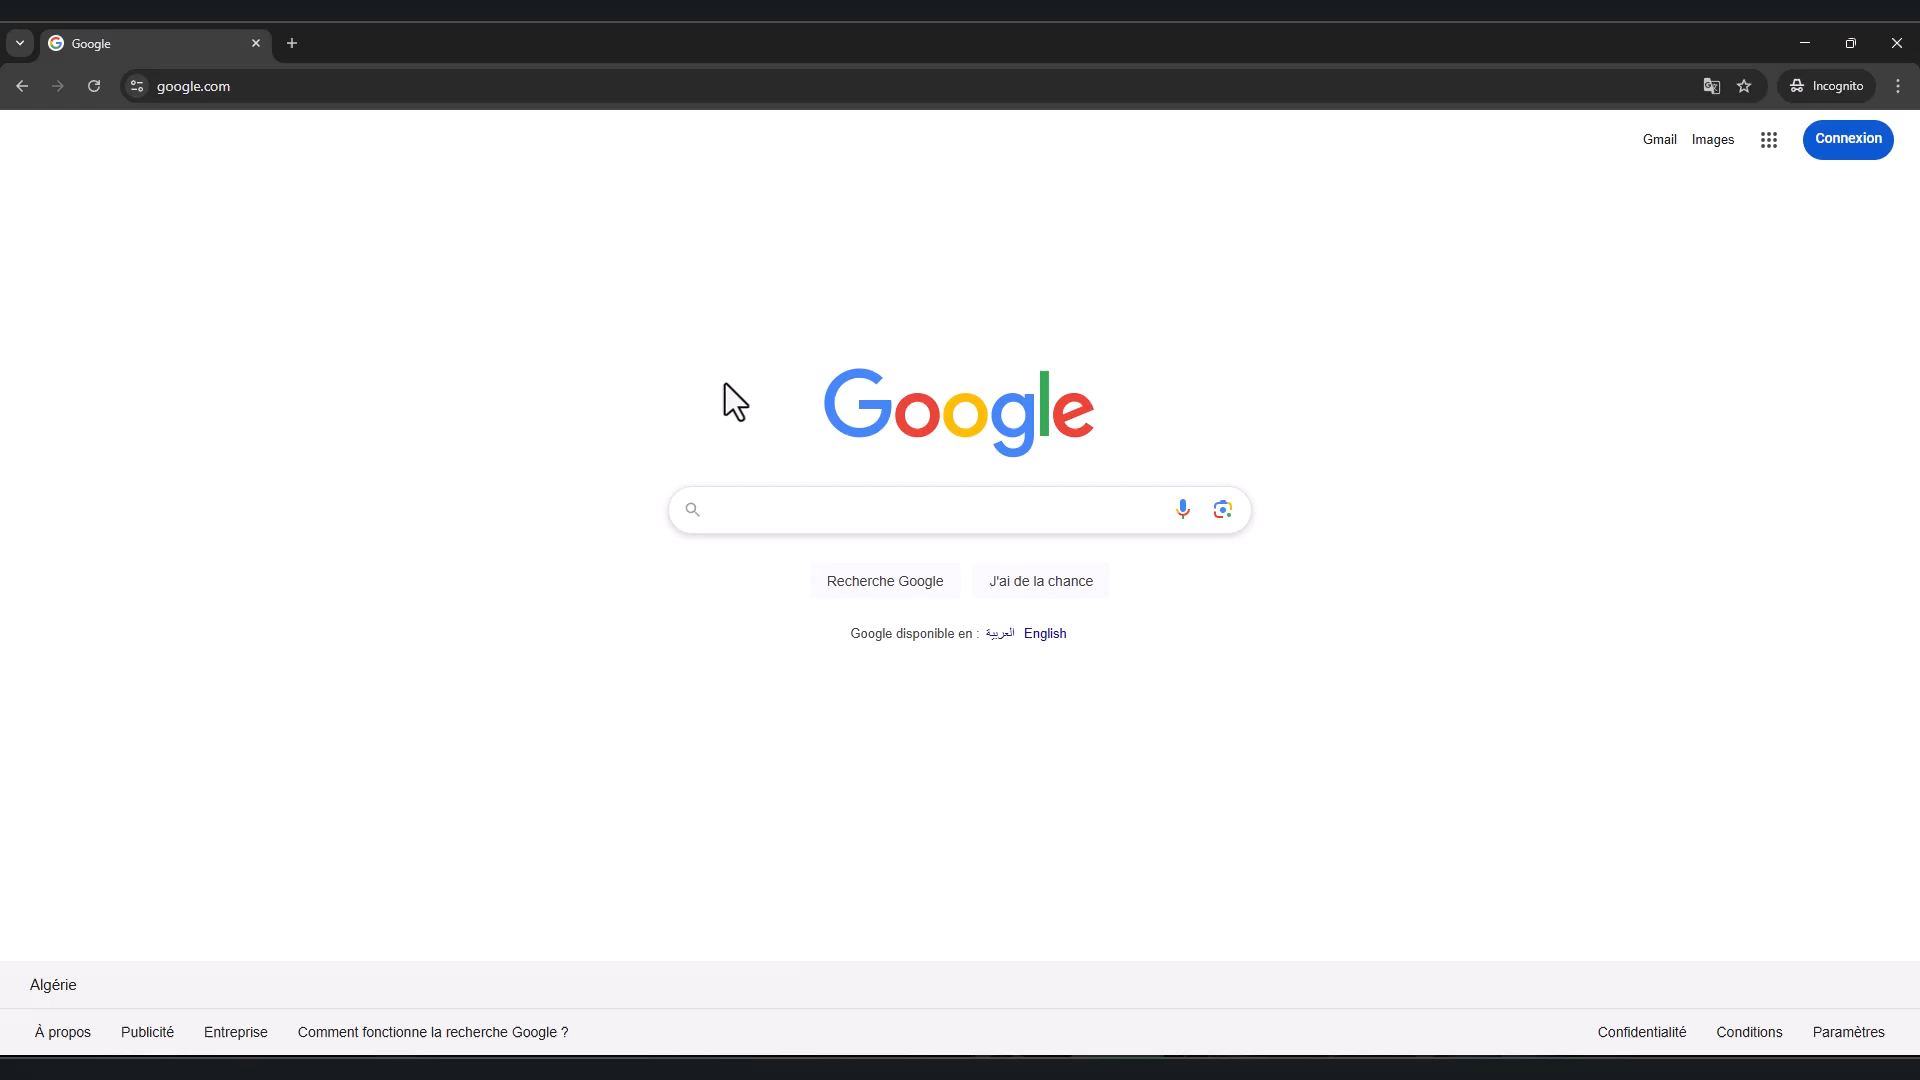 Google
google.com
Incognito
Gmail Images
Connexion
Google
Recherche Google
J'ai de la chance
Google disponible en : العربية English
Algérie
À propos
Publicité
Entreprise
Comment fonctionne la recherche Google ?
Confidentialité
Conditions
Paramètres